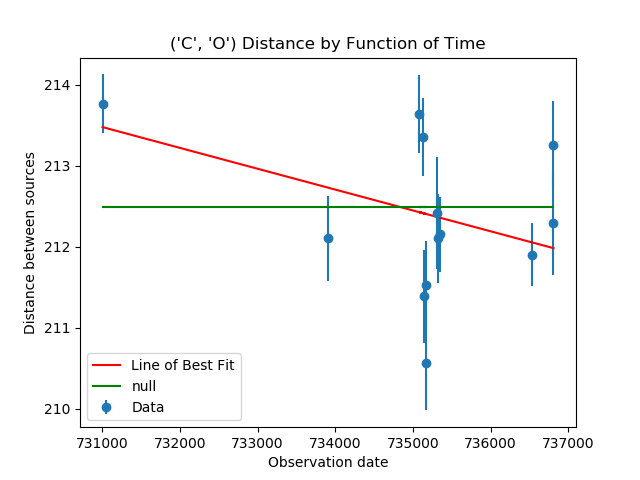 ('C', 'O') Distance by Function of Time
Distance between sources
214
213
212
211
210
Line of Best Fit
null
Data
731000 732000 733000 734000 735000 736000 737000
Observation date